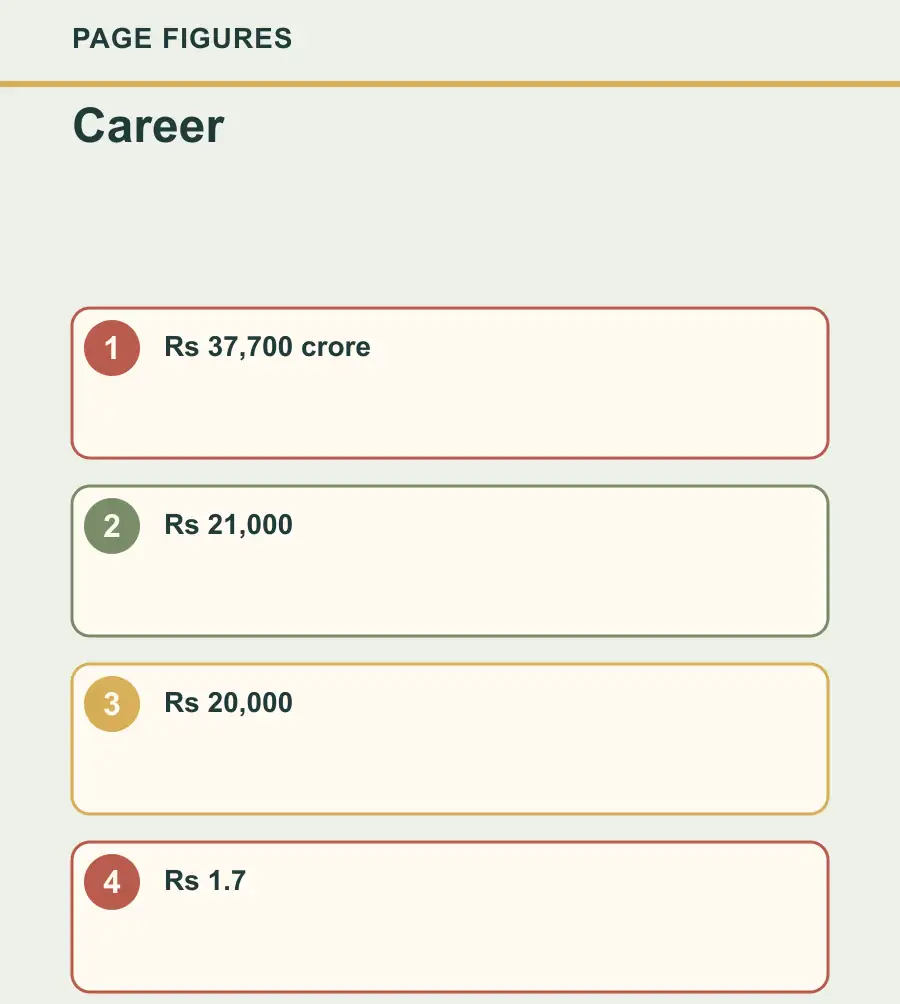 PAGE FIGURES
Career
1 Rs 37,700 crore
2 Rs 21,000
3 Rs 20,000
4 Rs 1.7